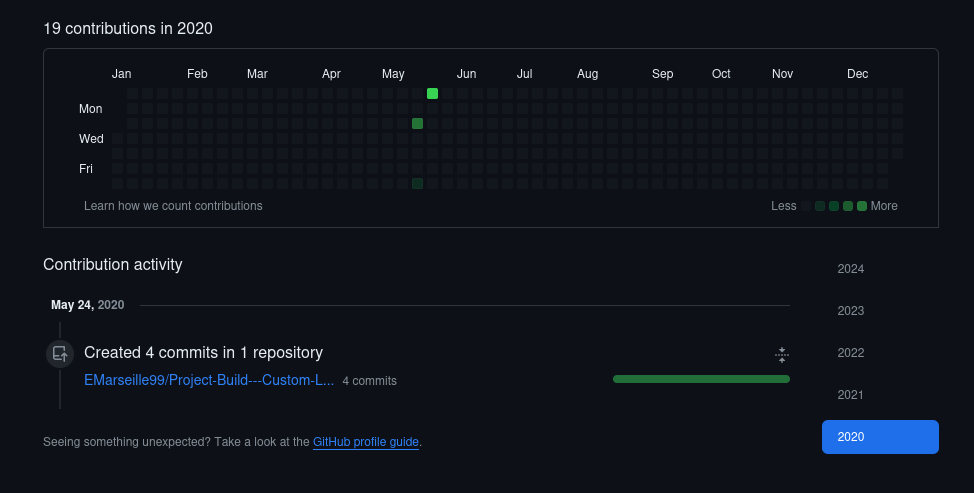 19 contributions in 2020
Jan Feb Mar Apr May Jun Jul Aug Sep Oct Nov Dec
Mon
Wed
Fri
Learn how we count contributions
Less More
Contribution activity
2024
May 24, 2020
2023
Created 4 commits in 1 repository
2022
EMarseille99/Project-Build---Custom-L... 4 commits
2021
2020
Seeing something unexpected? Take a look at the GitHub profile guide.